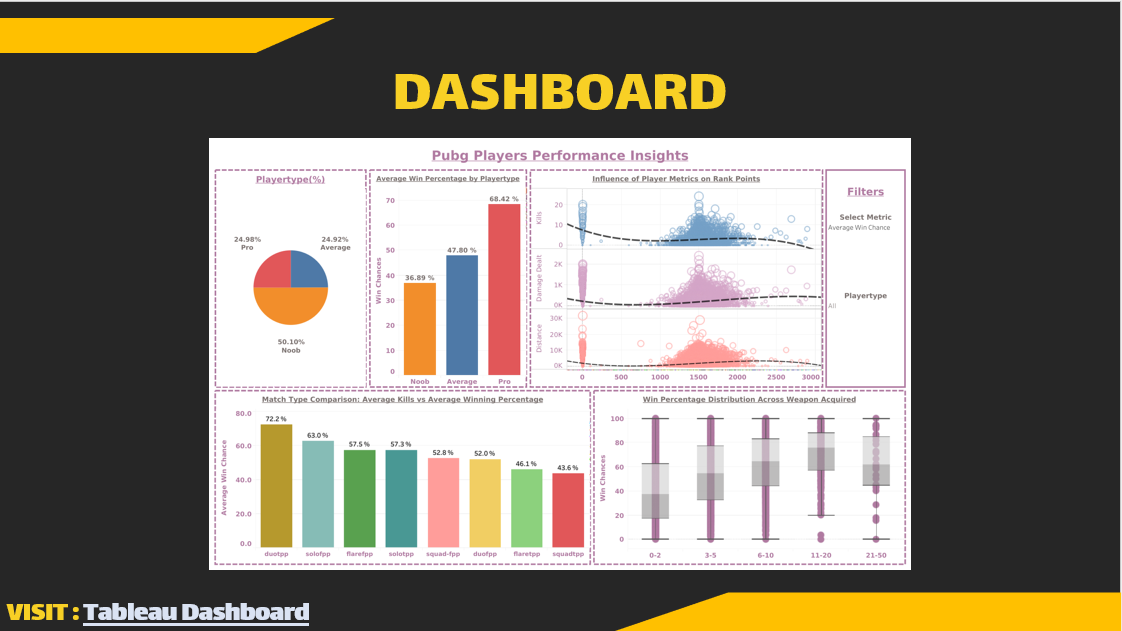 DASHBOARD
Pubg Players Performance Insights
Playertype(%)
24.98%
Pro
24.92%
Average
50.10%
Noob
Average Win Percentage by Playertype
Win Chances
70
60
50
40
30
20
10
0
36.89 %
47.80 %
68.42 %
Noob Average Pro
Influence of Player Metrics on Rank Points
Kills
20
10
0
Damage Dealt
2K
1K
0K
Distance
30K
20K
10K
0K
0 500 1000 1500 2000 2500 3000
Filters
Select Metric
Average Win Chance
Playertype
All
Match Type Comparison: Average Kills vs Average Winning Percentage
Average Win Chance
80.0
60.0
40.0
20.0
0.0
72.2 % 63.0 % 57.5 % 57.3 % 52.8 % 52.0 % 46.1 % 43.6 %
duotpp solofpp flarefpp solotpp squad-fpp duofpp flaretpp squadtpp
Win Percentage Distribution Across Weapon Acquired
Win Chances
100
80
60
40
20
0
0-2 3-5 6-10 11-20 21-50
VISIT : Tableau Dashboard